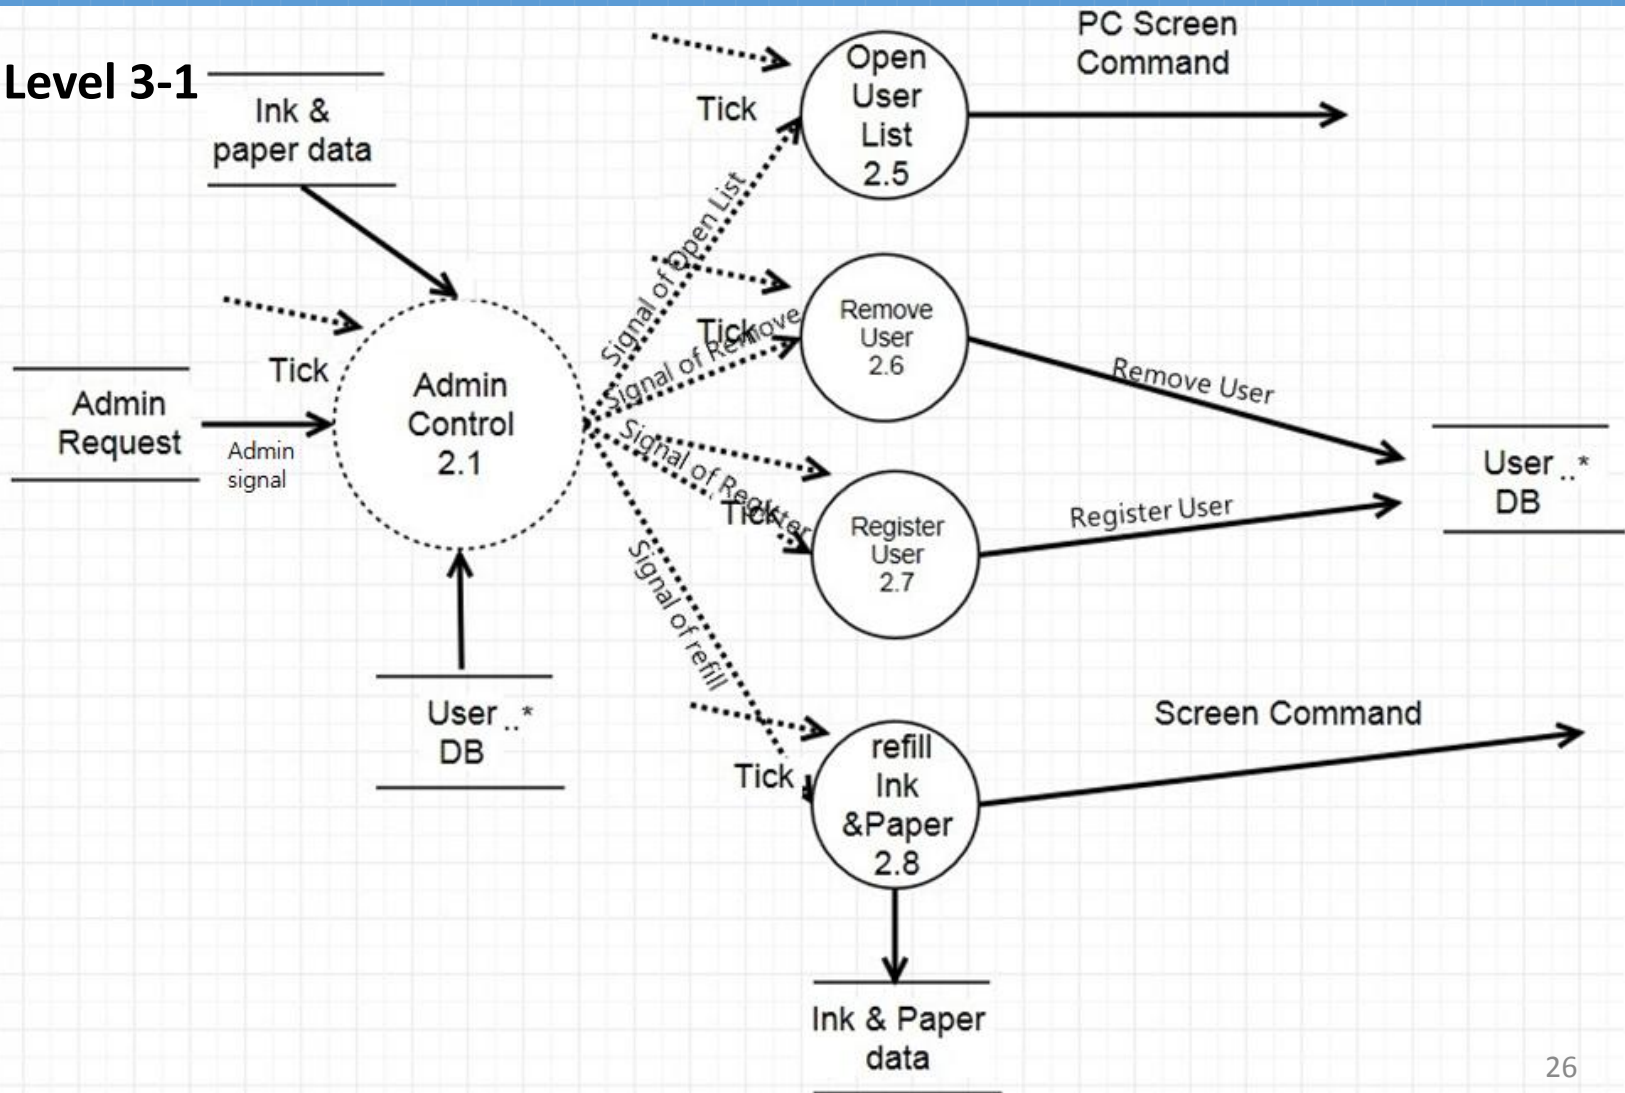 Level 3-1
Ink &
paper data
Tick
Admin
Request
Admin
signal
Admin
Control
2.1
User ..*
DB
Signal of Open List
Signal of Remove
Signal of Register
Signal of refill
Tick
Open
User
List
2.5
PC Screen
Command
Tick
Remove
User
2.6
Remove User
Tick
Register
User
2.7
Register User
User ..*
DB
Tick
refill
Ink
&Paper
2.8
Screen Command
Ink & Paper
data
26